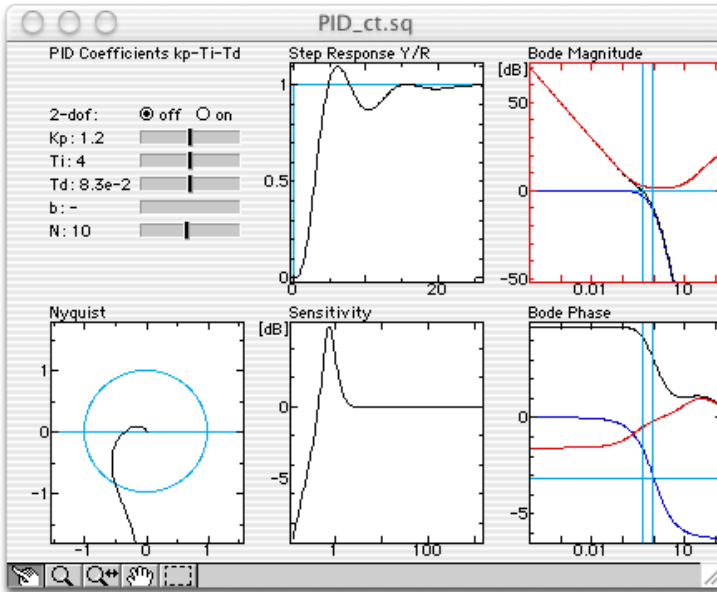 PID_ct.sq
PID Coefficients kp-Ti-Td
2-dof: off on
Kp: 1.2
Ti: 4
Td: 8.3e-2
b: -
N: 10
Step Response Y/R
1
0.5
0
0 20
Bode Magnitude
[dB]
50
0
-50
0.01 10
Nyquist
1
0
-1
-1 0 1
Sensitivity
[dB]
0
-5
1 100
Bode Phase
0
-5
0.01 10